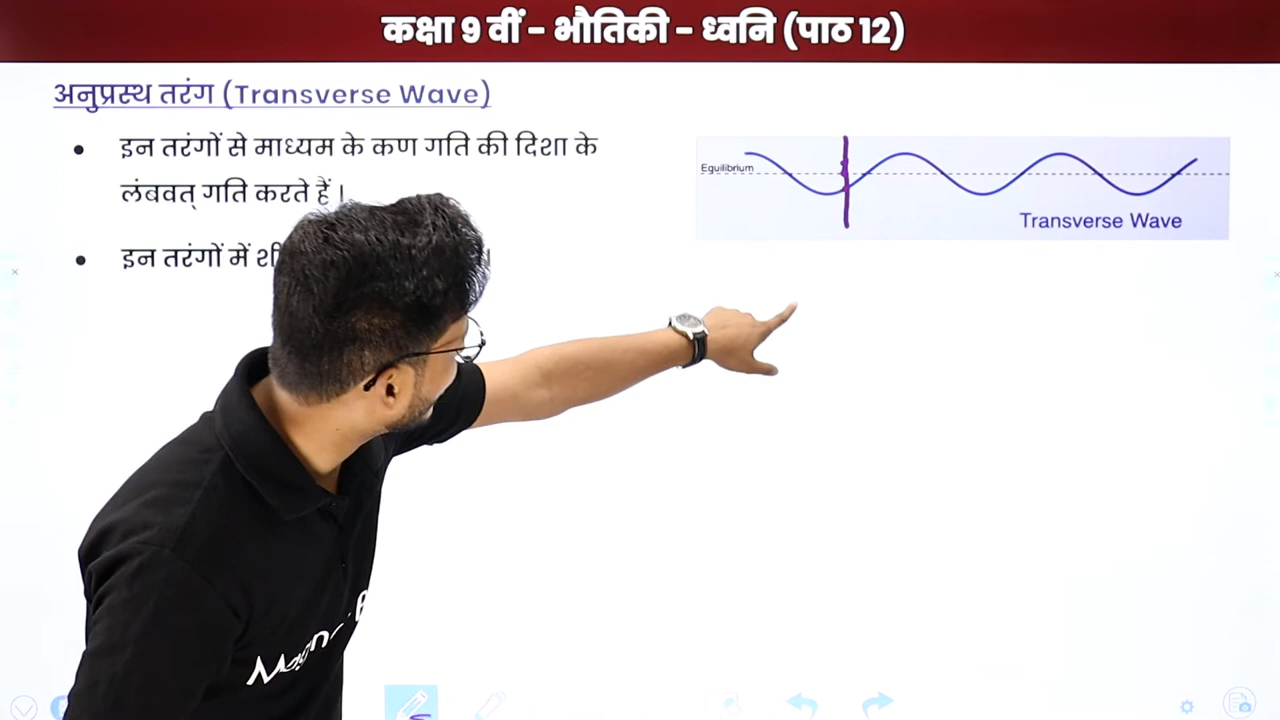 कक्षा 9 वीं - भौतिकी - ध्वनि (पाठ 12)
अनुप्रस्थ तरंग (Transverse Wave)
• इन तरंगों से माध्यम के कण गति की दिशा के
लंबवत् गति करते हैं।
• इन तरंगों में
Equilibrium
Transverse Wave